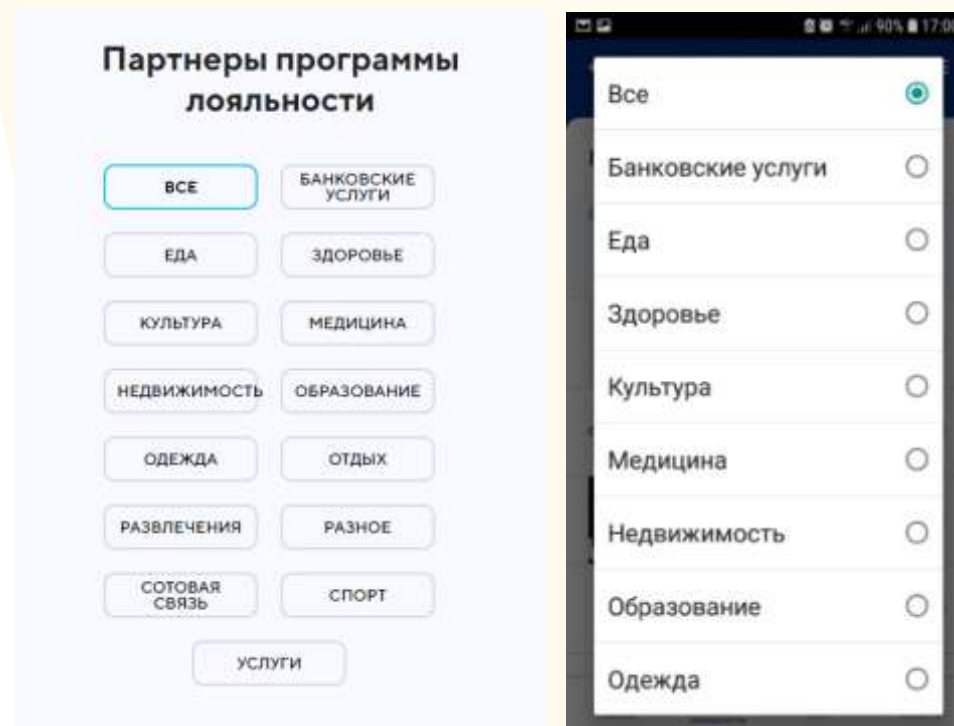 Партнеры программы
лояльности
ВСЕ
БАНКОВСКИЕ
УСЛУГИ
ЕДА
ЗДОРОВЬЕ
КУЛЬТУРА
МЕДИЦИНА
НЕДВИЖИМОСТЬ
ОБРАЗОВАНИЕ
ОДЕЖДА
ОТДЫХ
РАЗВЛЕЧЕНИЯ
РАЗНОЕ
СОТОВАЯ
СВЯЗЬ
СПОРТ
УСЛУГИ
90% 17:00
Все
Банковские услуги
Еда
Здоровье
Культура
Медицина
Недвижимость
Образование
Одежда